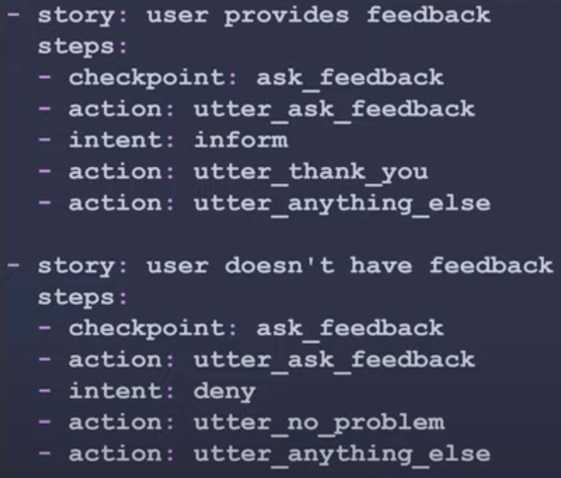 - story: user provides feedback
steps:
- checkpoint: ask_feedback
- action: utter_ask_feedback
- intent: inform
- action: utter_thank_you
- action: utter_anything_else
- story: user doesn't have feedback
steps:
- checkpoint: ask_feedback
- action: utter_ask_feedback
- intent: deny
- action: utter_no_problem
- action: utter_anything_else